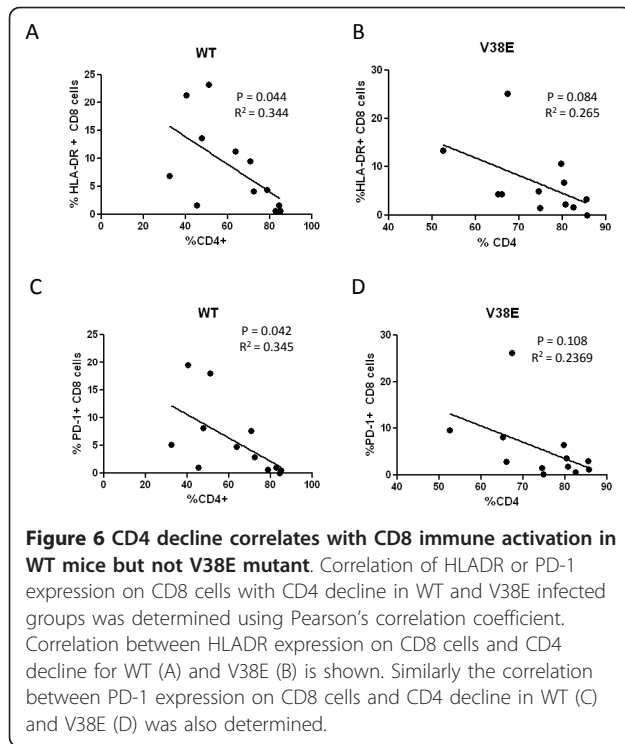 A
WT
P = 0.044
R² = 0.344
% HLA-DR + CD8 cells
25
20
15
10
5
0
0 20 40 60 80 100
%CD4+
B
V38E
P = 0.084
R² = 0.265
%HLA-DR+ CD8 cells
30
20
10
0
40 50 60 70 80 90
% CD4
C
WT
P = 0.042
R² = 0.345
% PD-1+ CD8 cells
25
20
15
10
5
0
0 20 40 60 80 100
%CD4+
D
V38E
P = 0.108
R² = 0.2369
%PD-1+ CD8 cells
30
20
10
0
40 50 60 70 80 90
%CD4
Figure 6 CD4 decline correlates with CD8 immune activation in
WT mice but not V38E mutant. Correlation of HLADR or PD-1
expression on CD8 cells with CD4 decline in WT and V38E infected
groups was determined using Pearson's correlation coefficient.
Correlation between HLADR expression on CD8 cells and CD4
decline for WT (A) and V38E (B) is shown. Similarly the correlation
between PD-1 expression on CD8 cells and CD4 decline in WT (C)
and V38E (D) was also determined.